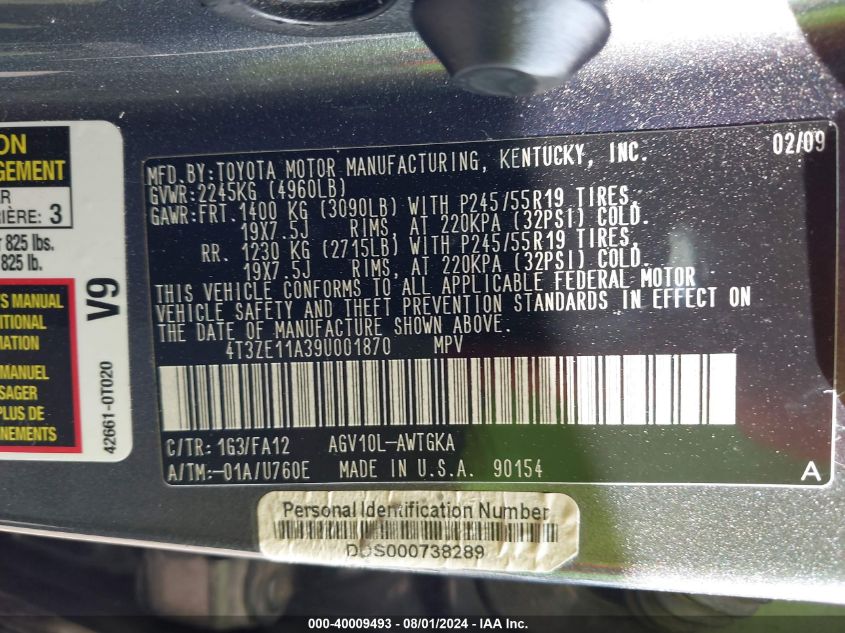 ON
GEMENT
R
IÈRE: 3
r 825 lbs.
825 lb.
'S MANUAL
ITIONAL
MATION
MANUEL
SAGER
PLUS DE
NEMENTS
V9
42661-0T020
02/09
MFD.BY:TOYOTA MOTOR MANUFACTURING, KENTUCKY, INC.
GVWR:2245KG (4960LB)
GAWR:FRT.1400 KG (3090LB) WITH P245/55R19 TIRES,
19X7.5J RIMS, AT 220KPA (32PSI) COLD.
RR. 1230 KG (2715LB) WITH P245/55R19 TIRES,
19X7.5J RIMS, AT 220KPA (32PSI) COLD.
THIS VEHICLE CONFORMS TO ALL APPLICABLE FEDERAL MOTOR
VEHICLE SAFETY AND THEFT PREVENTION STANDARDS IN EFFECT ON
THE DATE OF MANUFACTURE SHOWN ABOVE.
4T3ZE11A39U001870 MPV
C/TR: 1G3/FA12 AGV10L-AWTGKA
A/TM:-01A/U760E MADE IN U.S.A. 90154
A
Personal Identification Number
000-40009493 - 08/01/2024 - IAA Inc.